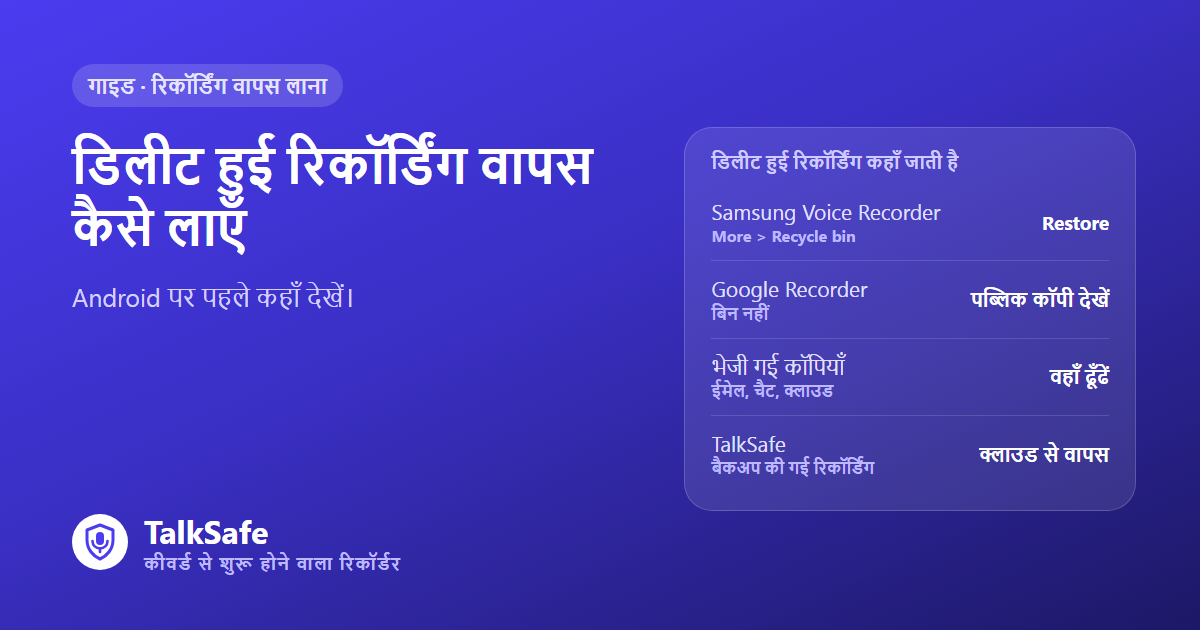 गाइड · रिकॉर्डिंग वापस लाना
डिलीट हुई रिकॉर्डिंग वापस
कैसे लाएँ
Android पर पहले कहाँ देखें।
डिलीट हुई रिकॉर्डिंग कहाँ जाती है
Samsung Voice Recorder
More > Recycle bin
Restore
Google Recorder
बिन नहीं
पब्लिक कॉपी देखें
भेजी गई कॉपियाँ
ईमेल, चैट, क्लाउड
वहाँ ढूँढें
TalkSafe
बैकअप की गई रिकॉर्डिंग
क्लाउड से वापस
TalkSafe
कीवर्ड से शुरू होने वाला रिकॉर्डर